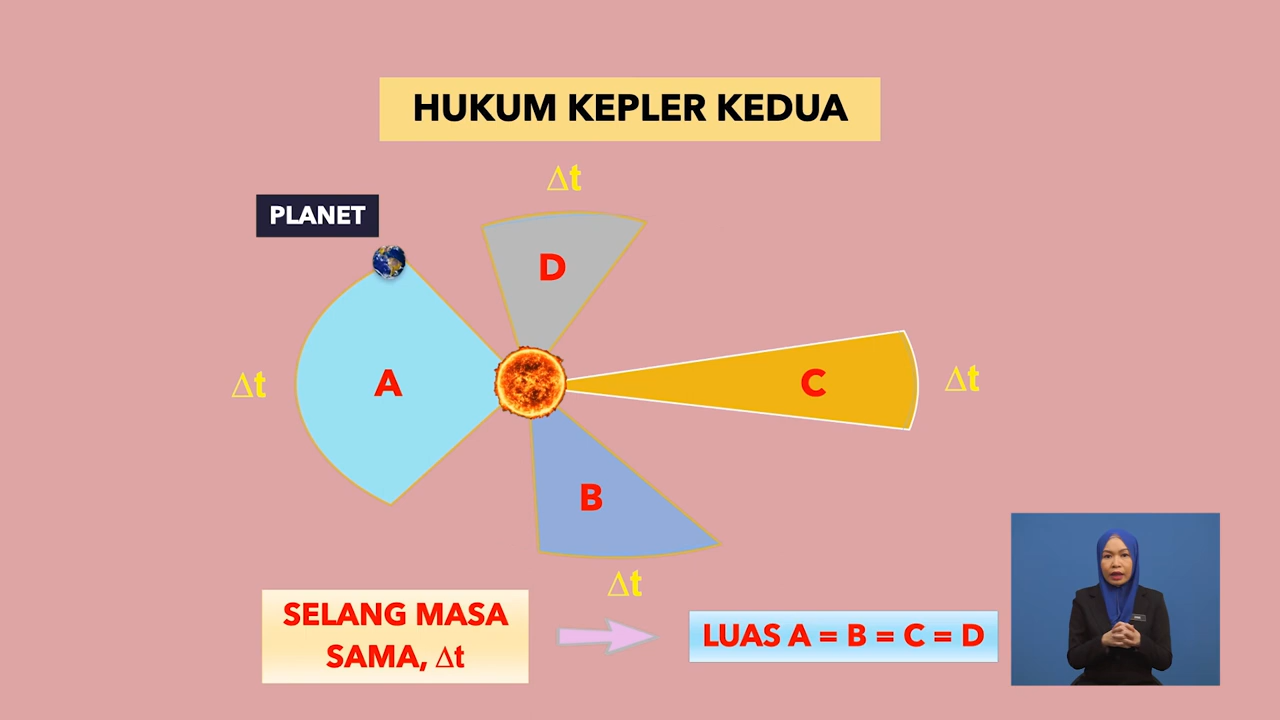 HUKUM KEPLER KEDUA
Δt
PLANET
D
Δt
A
C
Δt
B
Δt
SELANG MASA
SAMA, Δt
LUAS A = B = C = D